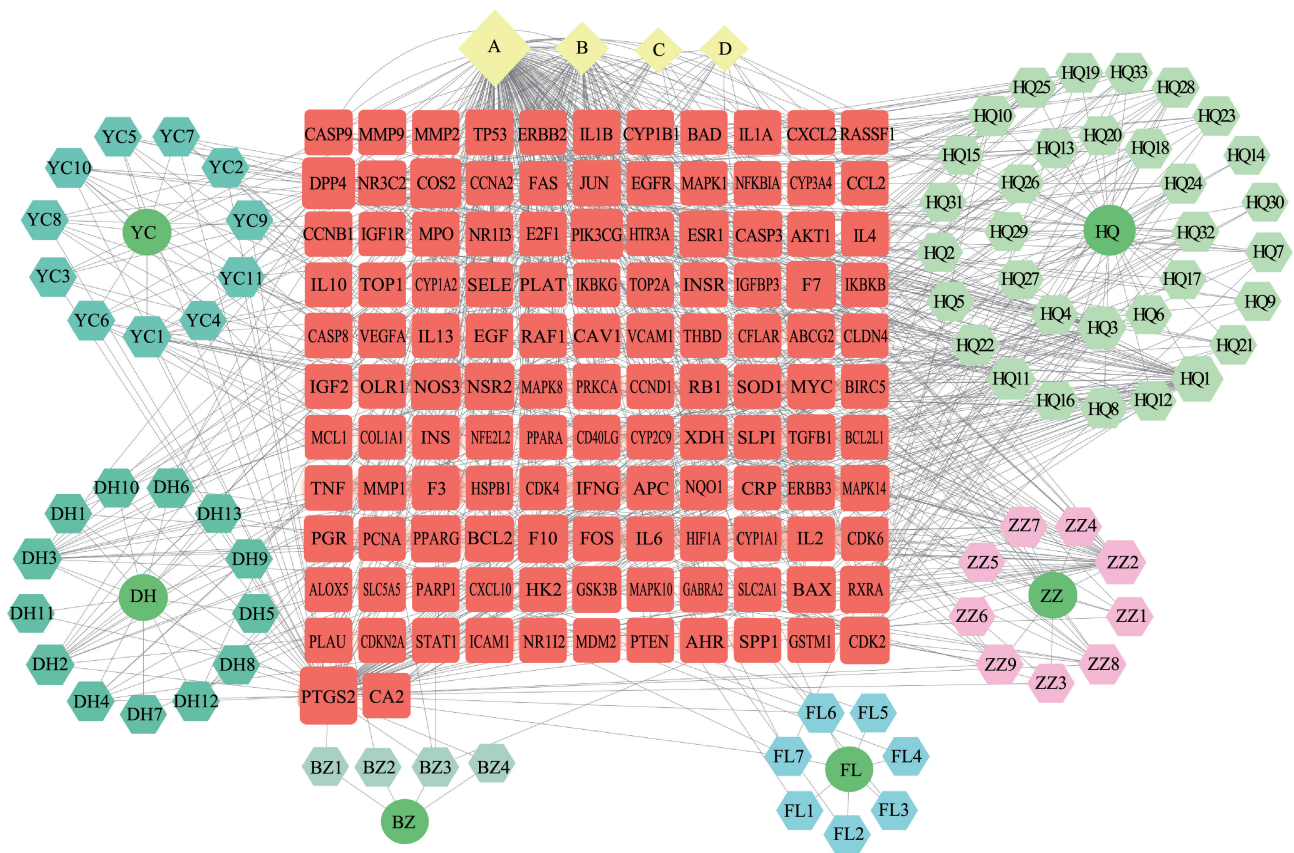 A B C D
CASP9 MMP9 MMP2 TP53 ERBB2 IL1B CYP1B1 BAD IL1A CXCL2 RASSF1
DPP4 NR3C2 COS2 CCNA2 FAS JUN EGFR MAPK1 NFKBIA CYP3A4 CCL2
CCNB1 IGF1R MPO NR1I3 E2F1 PIK3CG HTR3A ESR1 CASP3 AKT1 IL4
IL10 TOP1 CYP1A2 SELE PLAT IKBKG TOP2A INSR IGFBP3 F7 IKBKB
CASP8 VEGFA IL13 EGF RAF1 CAV1 VCAM1 THBD CFLAR ABCG2 CLDN4
IGF2 OLR1 NOS3 NSR2 MAPK8 PRKCA CCND1 RB1 SOD1 MYC BIRC5
MCL1 COL1A1 INS NFE2L2 PPARA CD40LG CYP2C9 XDH SLPI TGFB1 BCL2L1
TNF MMP1 F3 HSPB1 CDK4 IFNG APC NQO1 CRP ERBB3 MAPK14
PGR PCNA PPARG BCL2 F10 FOS IL6 HIF1A CYP1A1 IL2 CDK6
ALOX5 SLC5A5 PARP1 CXCL10 HK2 GSK3B MAPK10 GABRA2 SLC2A1 BAX RXRA
PLAU CDKN2A STAT1 ICAM1 NR1I2 MDM2 PTEN AHR SPP1 GSTM1 CDK2
PTGS2 CA2
YC5 YC7
YC10 YC2
YC8 YC YC9
YC3 YC11
YC6 YC1 YC4
DH10 DH6
DH1 DH13
DH3 DH9
DH11 DH DH5
DH2 DH8
DH4 DH7 DH12
BZ1 BZ2 BZ3 BZ4
BZ
HQ19 HQ33
HQ25 HQ28
HQ10 HQ23
HQ15 HQ13 HQ20 HQ18 HQ14
HQ31 HQ26 HQ24 HQ30
HQ2 HQ29 HQ HQ32 HQ7
HQ5 HQ27 HQ17 HQ9
HQ22 HQ4 HQ3 HQ6 HQ21
HQ11 HQ1
HQ16 HQ8 HQ12
ZZ7 ZZ4
ZZ5 ZZ2
ZZ6 ZZ ZZ1
ZZ9 ZZ3 ZZ8
FL6 FL5
FL7 FL FL4
FL1 FL2 FL3